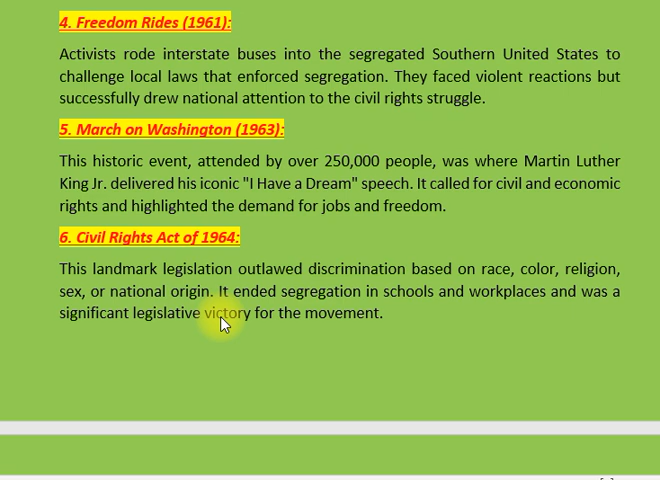 4. Freedom Rides (1961):
Activists rode interstate buses into the segregated Southern United States to
challenge local laws that enforced segregation. They faced violent reactions but
successfully drew national attention to the civil rights struggle.
5. March on Washington (1963):
This historic event, attended by over 250,000 people, was where Martin Luther
King Jr. delivered his iconic "I Have a Dream" speech. It called for civil and economic
rights and highlighted the demand for jobs and freedom.
6. Civil Rights Act of 1964:
This landmark legislation outlawed discrimination based on race, color, religion,
sex, or national origin. It ended segregation in schools and workplaces and was a
significant legislative victory for the movement.